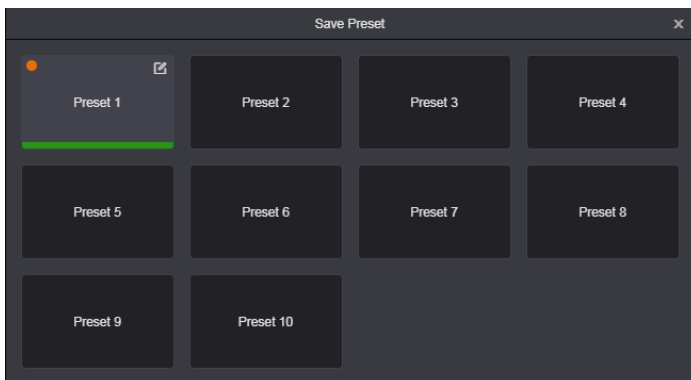 Save Preset x
Preset 1 Preset 2 Preset 3 Preset 4
Preset 5 Preset 6 Preset 7 Preset 8
Preset 9 Preset 10